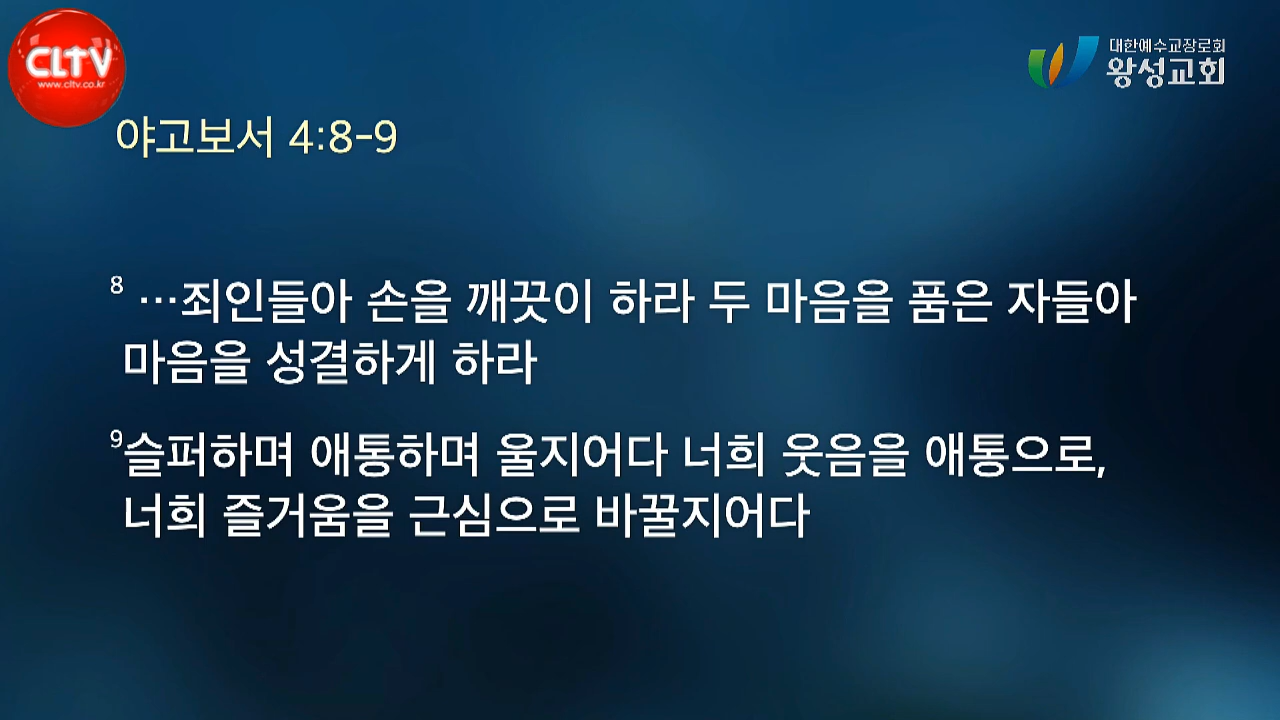 CLTV
www.cltv.co.kr
대한예수교장로회
왕성교회
야고보서 4:8-9
8 …죄인들아 손을 깨끗이 하라 두 마음을 품은 자들아
마음을 성결하게 하라
9슬퍼하며 애통하며 울지어다 너희 웃음을 애통으로,
너희 즐거움을 근심으로 바꿀지어다